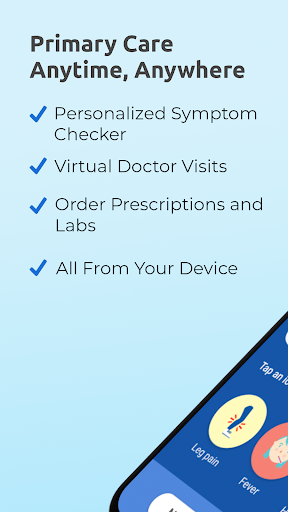 Primary Care
Anytime, Anywhere
Personalized Symptom
Checker
Virtual Doctor Visits
Order Prescriptions and
Labs
All From Your Device
Tap an
Leg pain
Fever